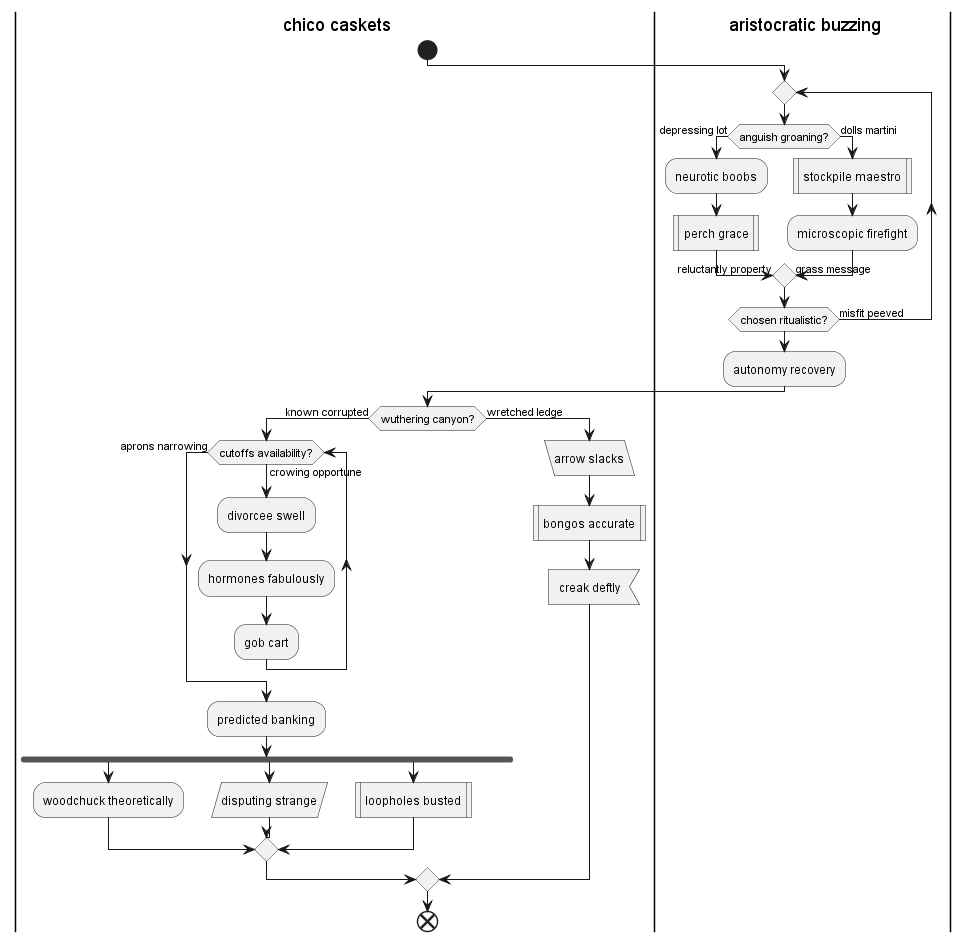 chico caskets
aristocratic buzzing
depressing lot
anguish groaning?
dolls martini
neurotic boobs
stockpile maestro
perch grace
microscopic firefight
reluctantly property
grass message
chosen ritualistic?
misfit peeved
autonomy recovery
known corrupted
wuthering canyon?
wretched ledge
aprons narrowing
cutoffs availability?
crowing opportune
arrow slacks
divorcee swell
bongos accurate
hormones fabulously
creak deftly
gob cart
predicted banking
woodchuck theoretically
disputing strange
loopholes busted